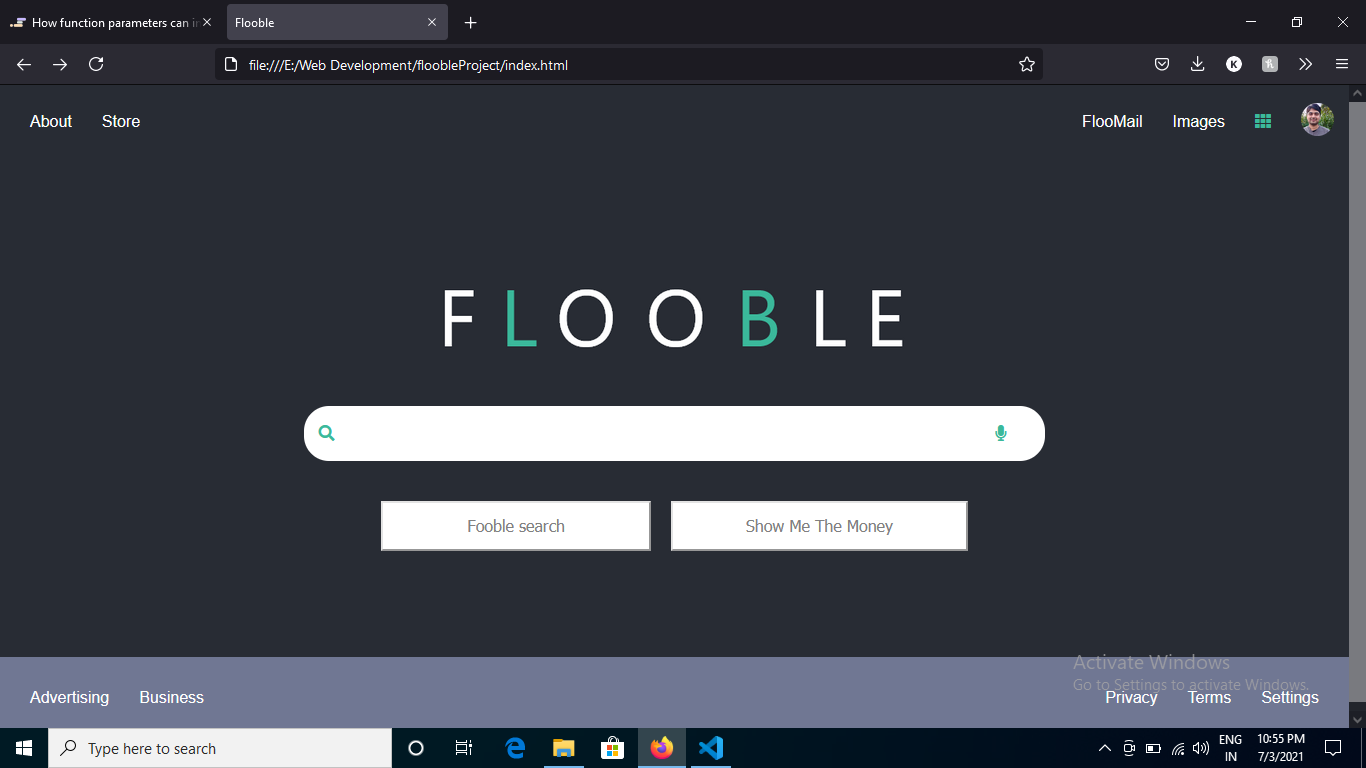 How function parameters can in
Flooble
file:///E:/Web Development/floobleProject/index.html
K
About Store FlooMail Images
FLOOBLE
Fooble search Show Me The Money
Activate Windows
Go to Settings to activate Windows.
Advertising Business Privacy Terms Settings
Type here to search
ENG 10:55 PM
IN 7/3/2021